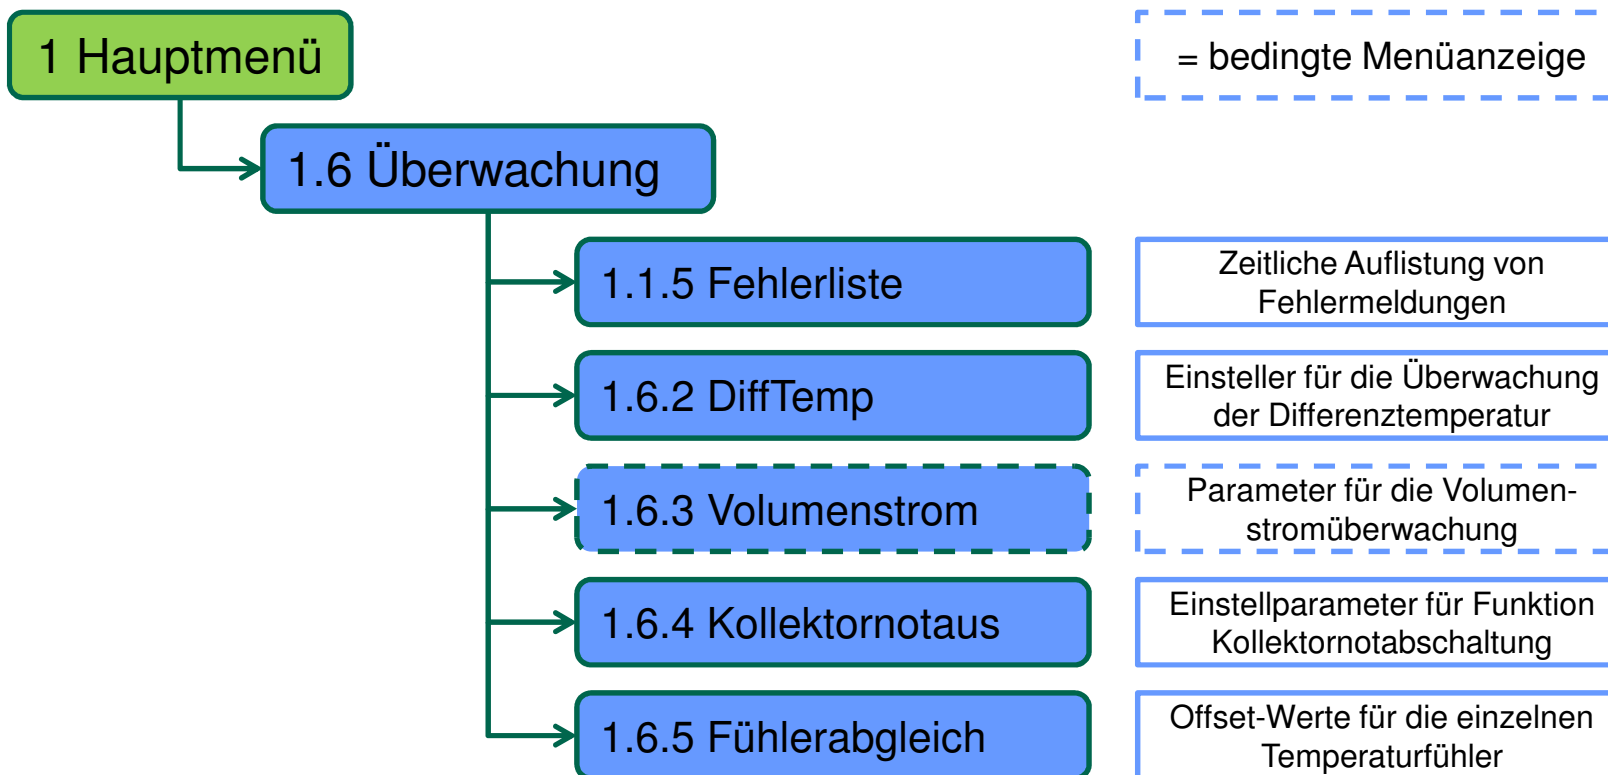 1 Hauptmenü
= bedingte Menüanzeige
1.6 Überwachung
1.1.5 Fehlerliste
Zeitliche Auflistung von
Fehlermeldungen
1.6.2 DiffTemp
Einsteller für die Überwachung
der Differenztemperatur
1.6.3 Volumenstrom
Parameter für die Volumen-
stromüberwachung
1.6.4 Kollektornotaus
Einstellparameter für Funktion
Kollektornotabschaltung
1.6.5 Fühlerabgleich
Offset-Werte für die einzelnen
Temperaturfühler